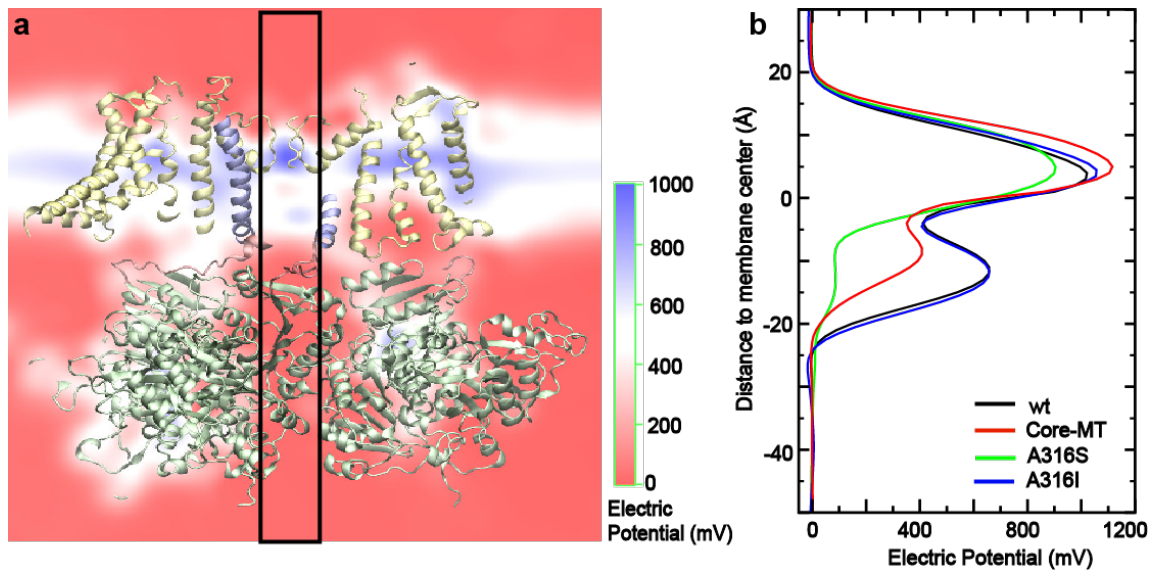 a
1000
800
600
400
200
0
Electric
Potential (mV)
b
Distance to membrane center (Å)
20
0
-20
-40
wt
Core-MT
A316S
A316I
0
400
800
1200
Electric Potential (mV)